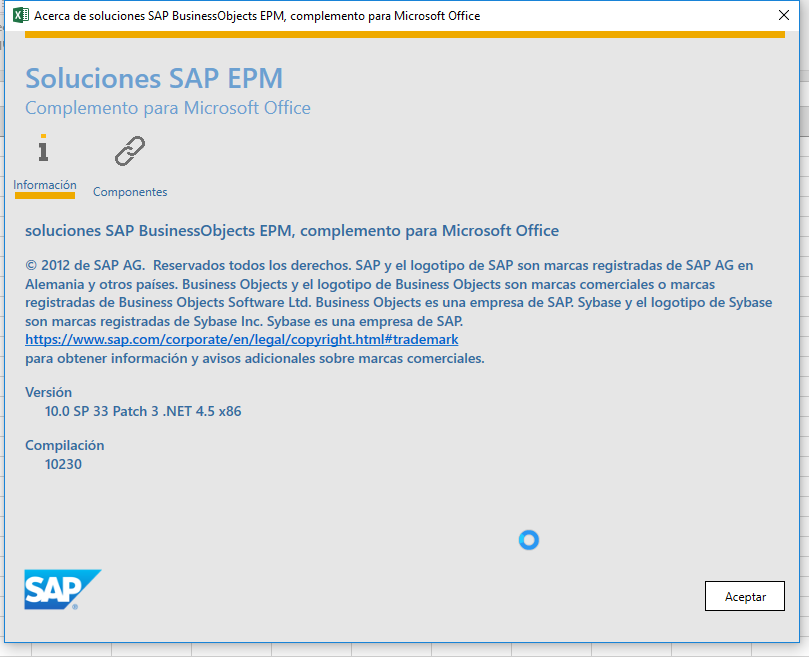 Acerca de soluciones SAP BusinessObjects EPM, complemento para Microsoft Office
Soluciones SAP EPM
Complemento para Microsoft Office
Información
Componentes
soluciones SAP BusinessObjects EPM, complemento para Microsoft Office
© 2012 de SAP AG.  Reservados todos los derechos. SAP y el logotipo de SAP son marcas registradas de SAP AG en
Alemania y otros países. Business Objects y el logotipo de Business Objects son marcas comerciales o marcas
registradas de Business Objects Software Ltd. Business Objects es una empresa de SAP. Sybase y el logotipo de Sybase
son marcas registradas de Sybase Inc. Sybase es una empresa de SAP.
https://www.sap.com/corporate/en/legal/copyright.html#trademark
para obtener información y avisos adicionales sobre marcas comerciales.
Versión
10.0 SP 33 Patch 3 .NET 4.5 x86
Compilación
10230
SAP®
Aceptar